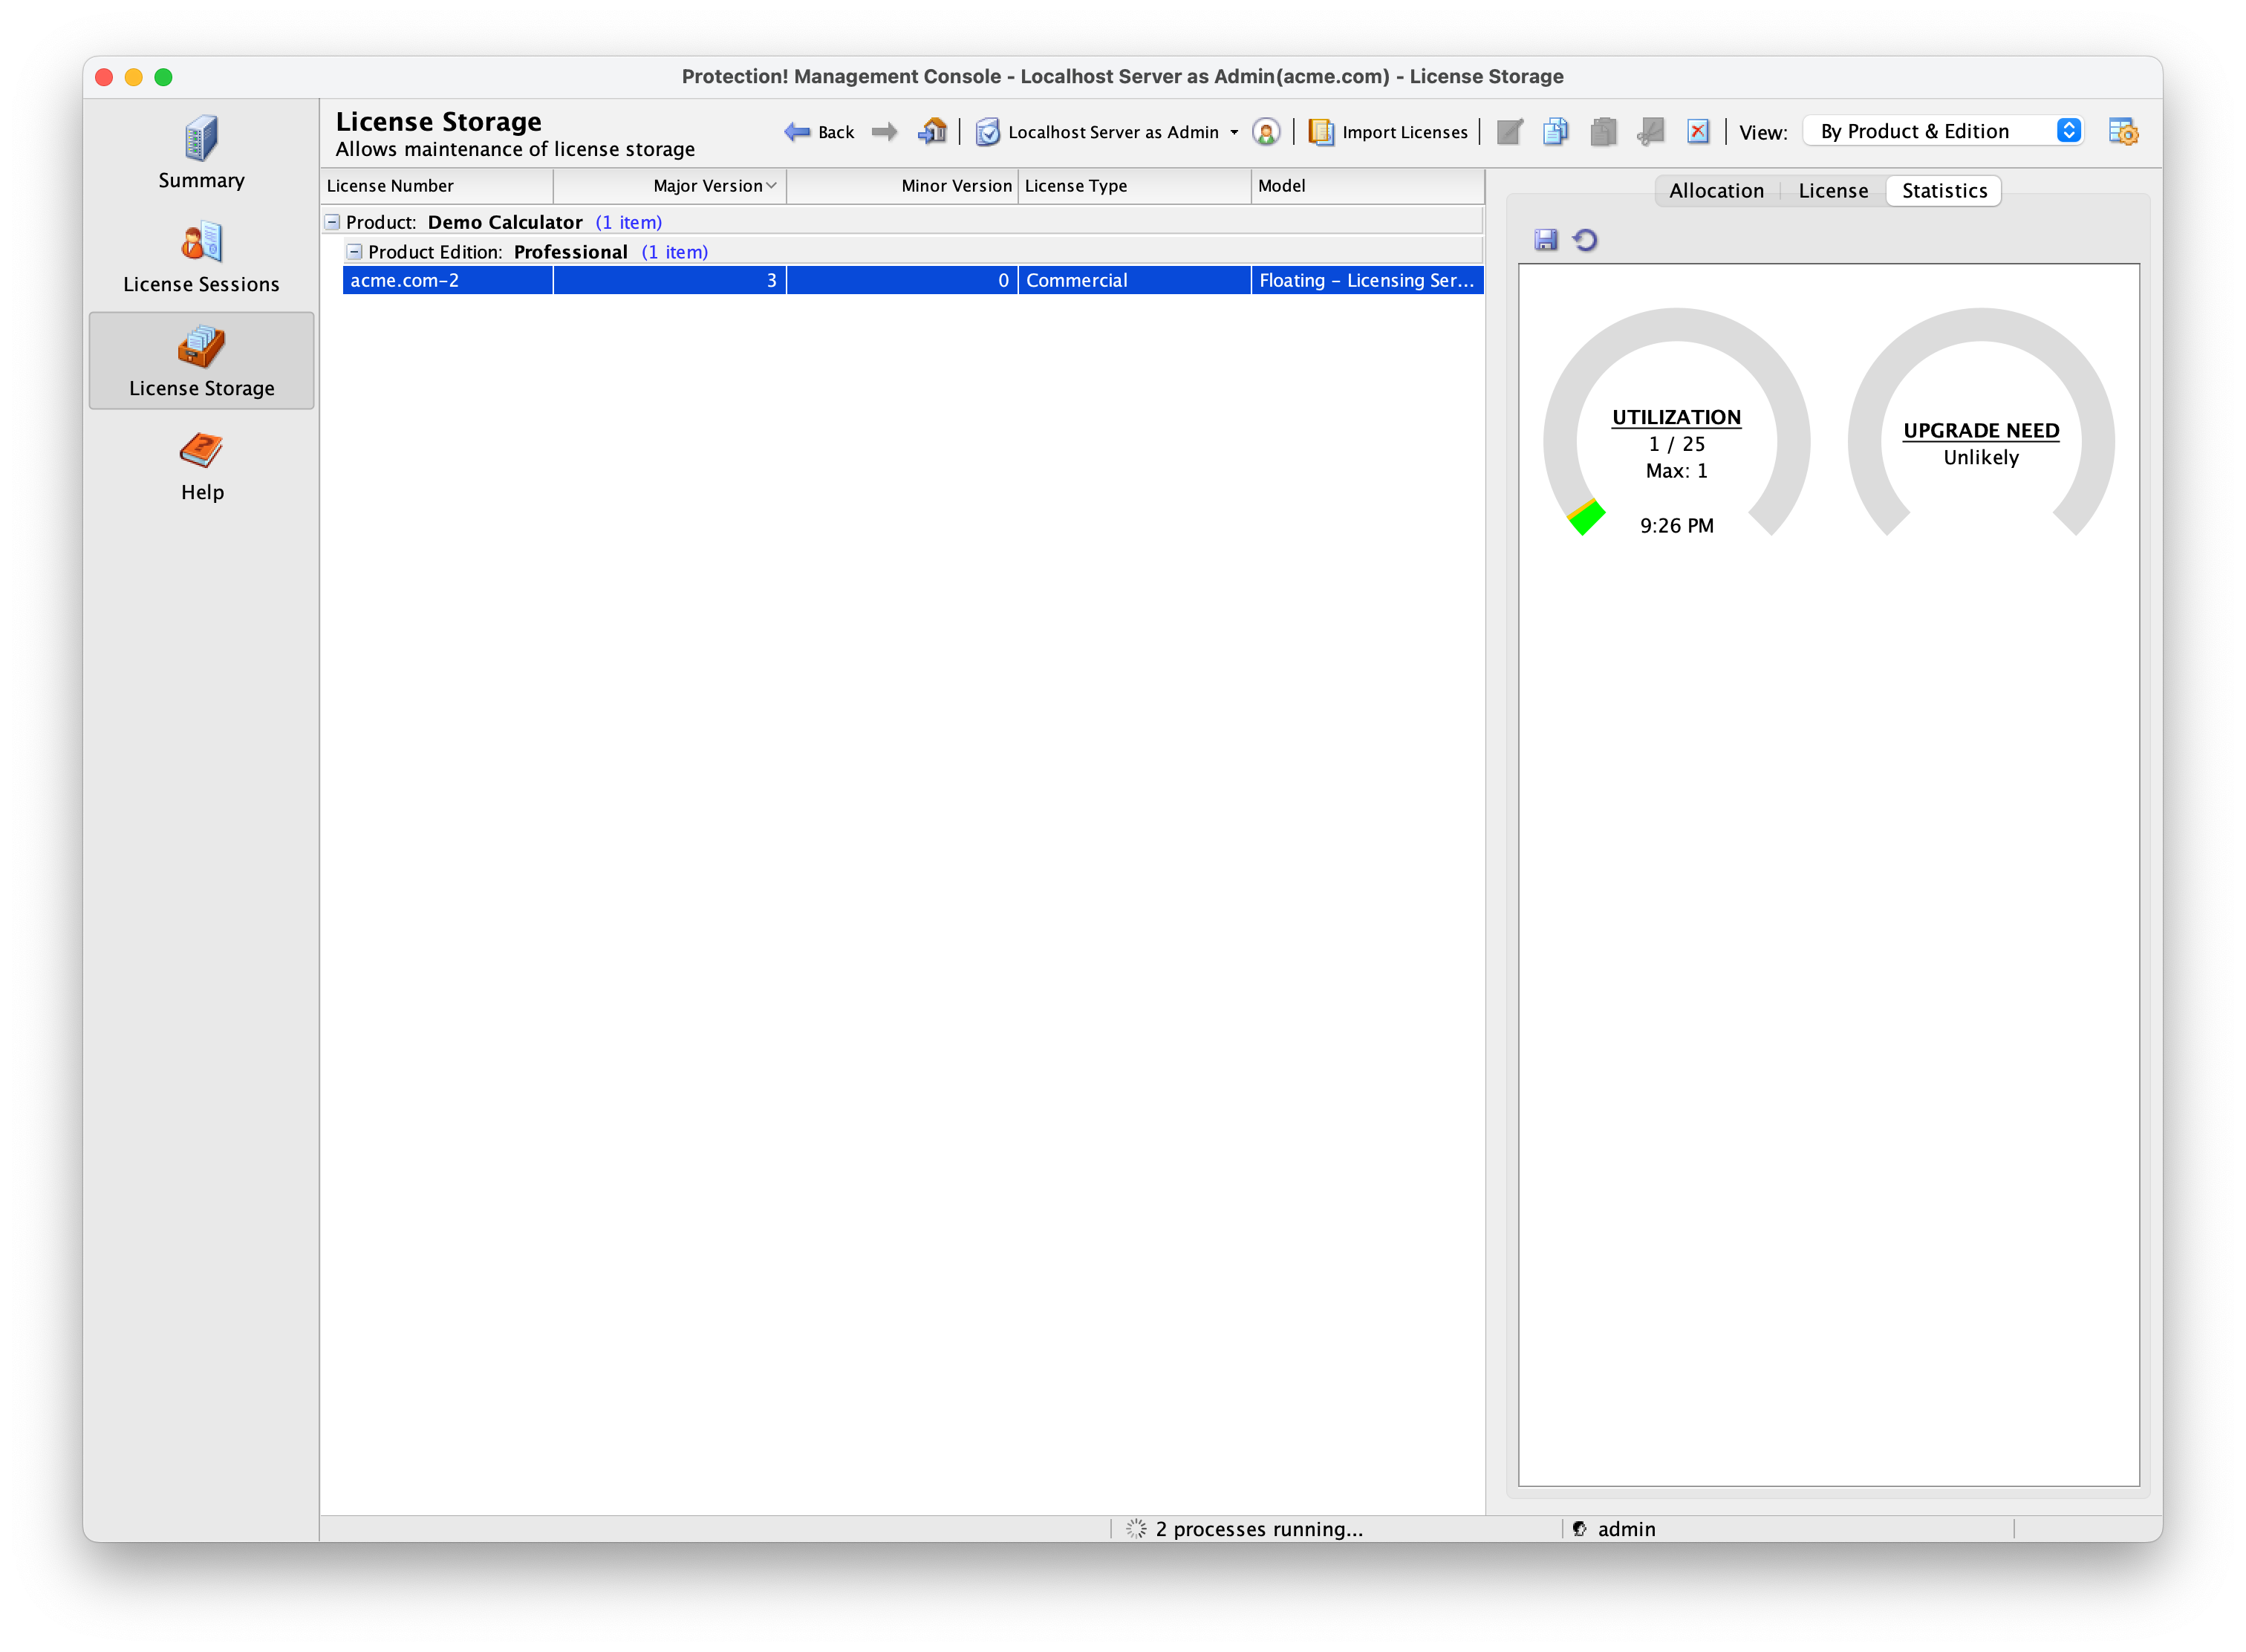 Protection! Management Console - Localhost Server as Admin(acme.com) - License Storage
Summary
License Sessions
License Storage
Help
License Storage
Allows maintenance of license storage
Back
Localhost Server as Admin
Import Licenses
View:
By Product & Edition
License Number
Major Version
Minor Version
License Type
Model
Product: Demo Calculator (1 item)
Product Edition: Professional (1 item)
acme.com-2
3
0
Commercial
Floating - Licensing Ser...
Allocation
License
Statistics
UTILIZATION
1 / 25
Max: 1
9:26 PM
UPGRADE NEED
Unlikely
2 processes running...
admin